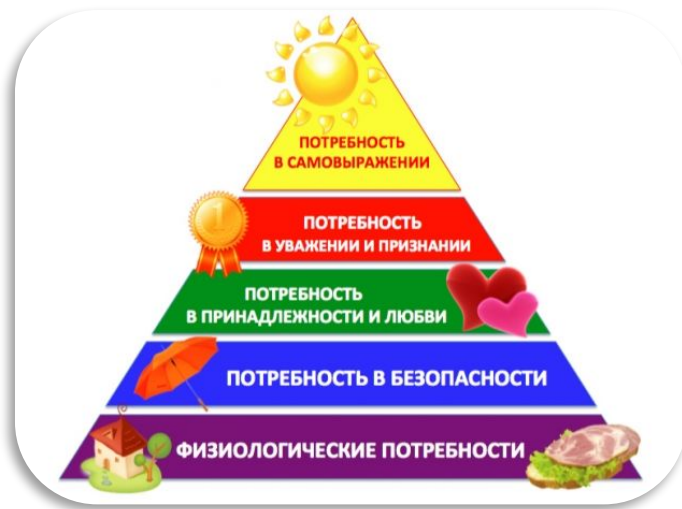 1
ПОТРЕБНОСТЬ
В САМОВЫРАЖЕНИИ
ПОТРЕБНОСТЬ
В УВАЖЕНИИ И ПРИЗНАНИИ
ПОТРЕБНОСТЬ
В ПРИНАДЛЕЖНОСТИ И ЛЮБВИ
ПОТРЕБНОСТЬ В БЕЗОПАСНОСТИ
ФИЗИОЛОГИЧЕСКИЕ ПОТРЕБНОСТИ